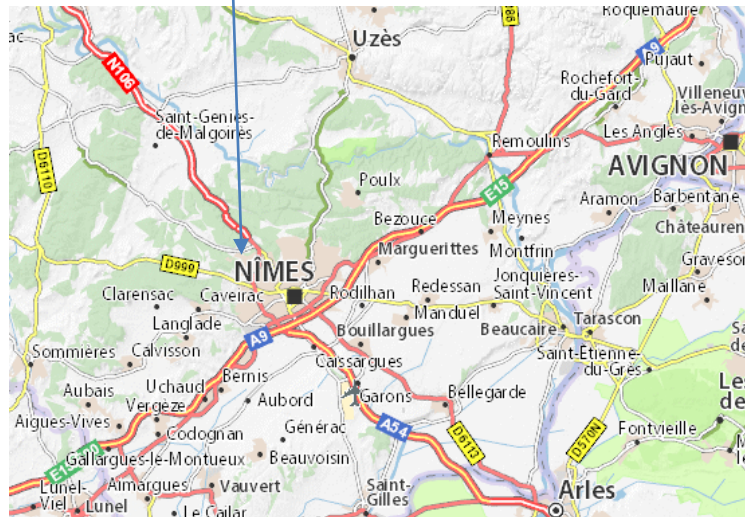 Roquemaure
Uzès
A9
Pujaut
N106
Rochefort-
du-Gard
Villeneuv
lès-Avign
Saint-Genies-
de-Malgoirès
Les Angles
Remoulins
AVIGNON
D6110
Poulx
E15
Aramon
Barbentane
Bezouce
Meynes
Châteauren
Marguerittes
Montfrin
D999
NÎMES
Graveson
Jonquières-
Saint-Vincent
Maillane
Clarensac
Caveirac
Rodilhan
Redessan
Manduel
Langlade
A9
Bouillargues
Beaucaire
Tarascon
Sommières
Calvisson
Caissargues
Saint-Etienne-
du-Grès
Bernis
Uchaud
Aubais
Garons
Bellegarde
Vergèze
Aubord
Aigues-Vives
Codognan
Générac
A54
D6113
D570N
Fontvieille
Gallargues-le-Montueux
Beauvoisin
Lunel-
Viel
Lunel
Aimargues
Vauvert
Saint-
Gilles
Arles
Le Cailar